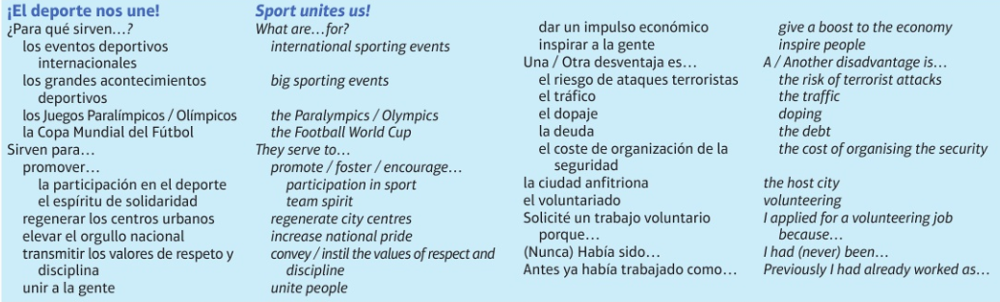 ¡El deporte nos une! Sport unites us!
¿Para qué sirven…? What are…for?
los eventos deportivos international sporting events
internacionales
los grandes acontecimientos big sporting events
deportivos
los Juegos Paralímpicos / Olímpicos the Paralympics / Olympics
la Copa Mundial del Fútbol the Football World Cup
Sirven para… They serve to…
promover… promote / foster / encourage…
la participación en el deporte participation in sport
el espíritu de solidaridad team spirit
regenerar los centros urbanos regenerate city centres
elevar el orgullo nacional increase national pride
transmitir los valores de respeto y convey / instil the values of respect and
disciplina discipline
unir a la gente unite people
dar un impulso económico give a boost to the economy
inspirar a la gente inspire people
Una / Otra desventaja es… A / Another disadvantage is…
el riesgo de ataques terroristas the risk of terrorist attacks
el tráfico the traffic
el dopaje doping
la deuda the debt
el coste de organización de la the cost of organising the security
seguridad
la ciudad anfitriona the host city
el voluntariado volunteering
Solicité un trabajo voluntario I applied for a volunteering job
porque… because…
(Nunca) Había sido… I had (never) been…
Antes ya había trabajado como… Previously I had already worked as…